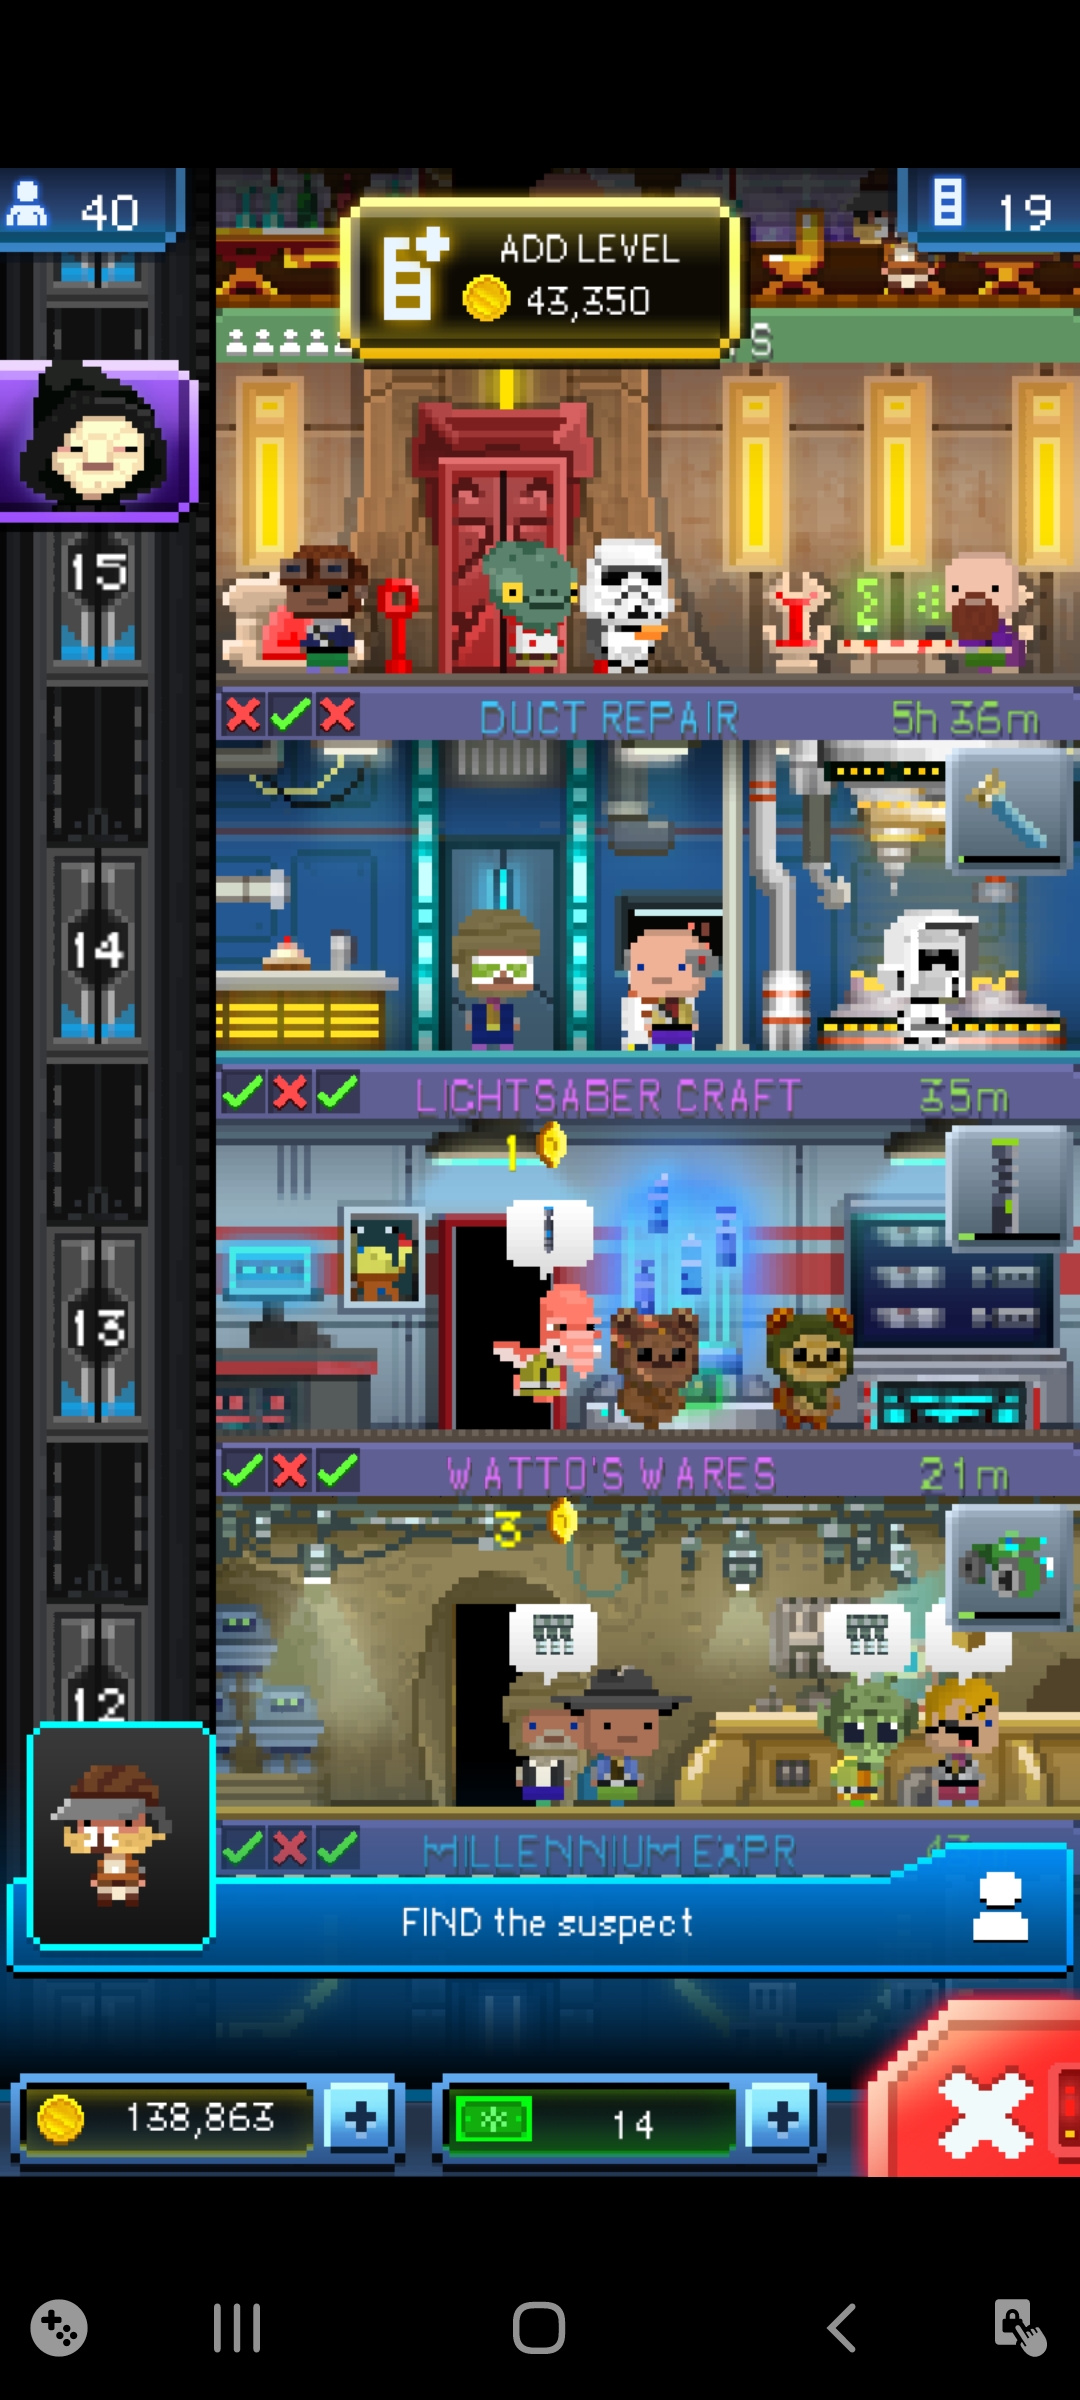 40
ADD LEVEL
43,350
19
S
15
DUCT REPAIR 5h 36m
14
LIGHTSABER CRAFT 35m
1
13
WATTO'S WARES 21m
3
12
MILLENNIUM EXPR
FIND the suspect
138,863
14